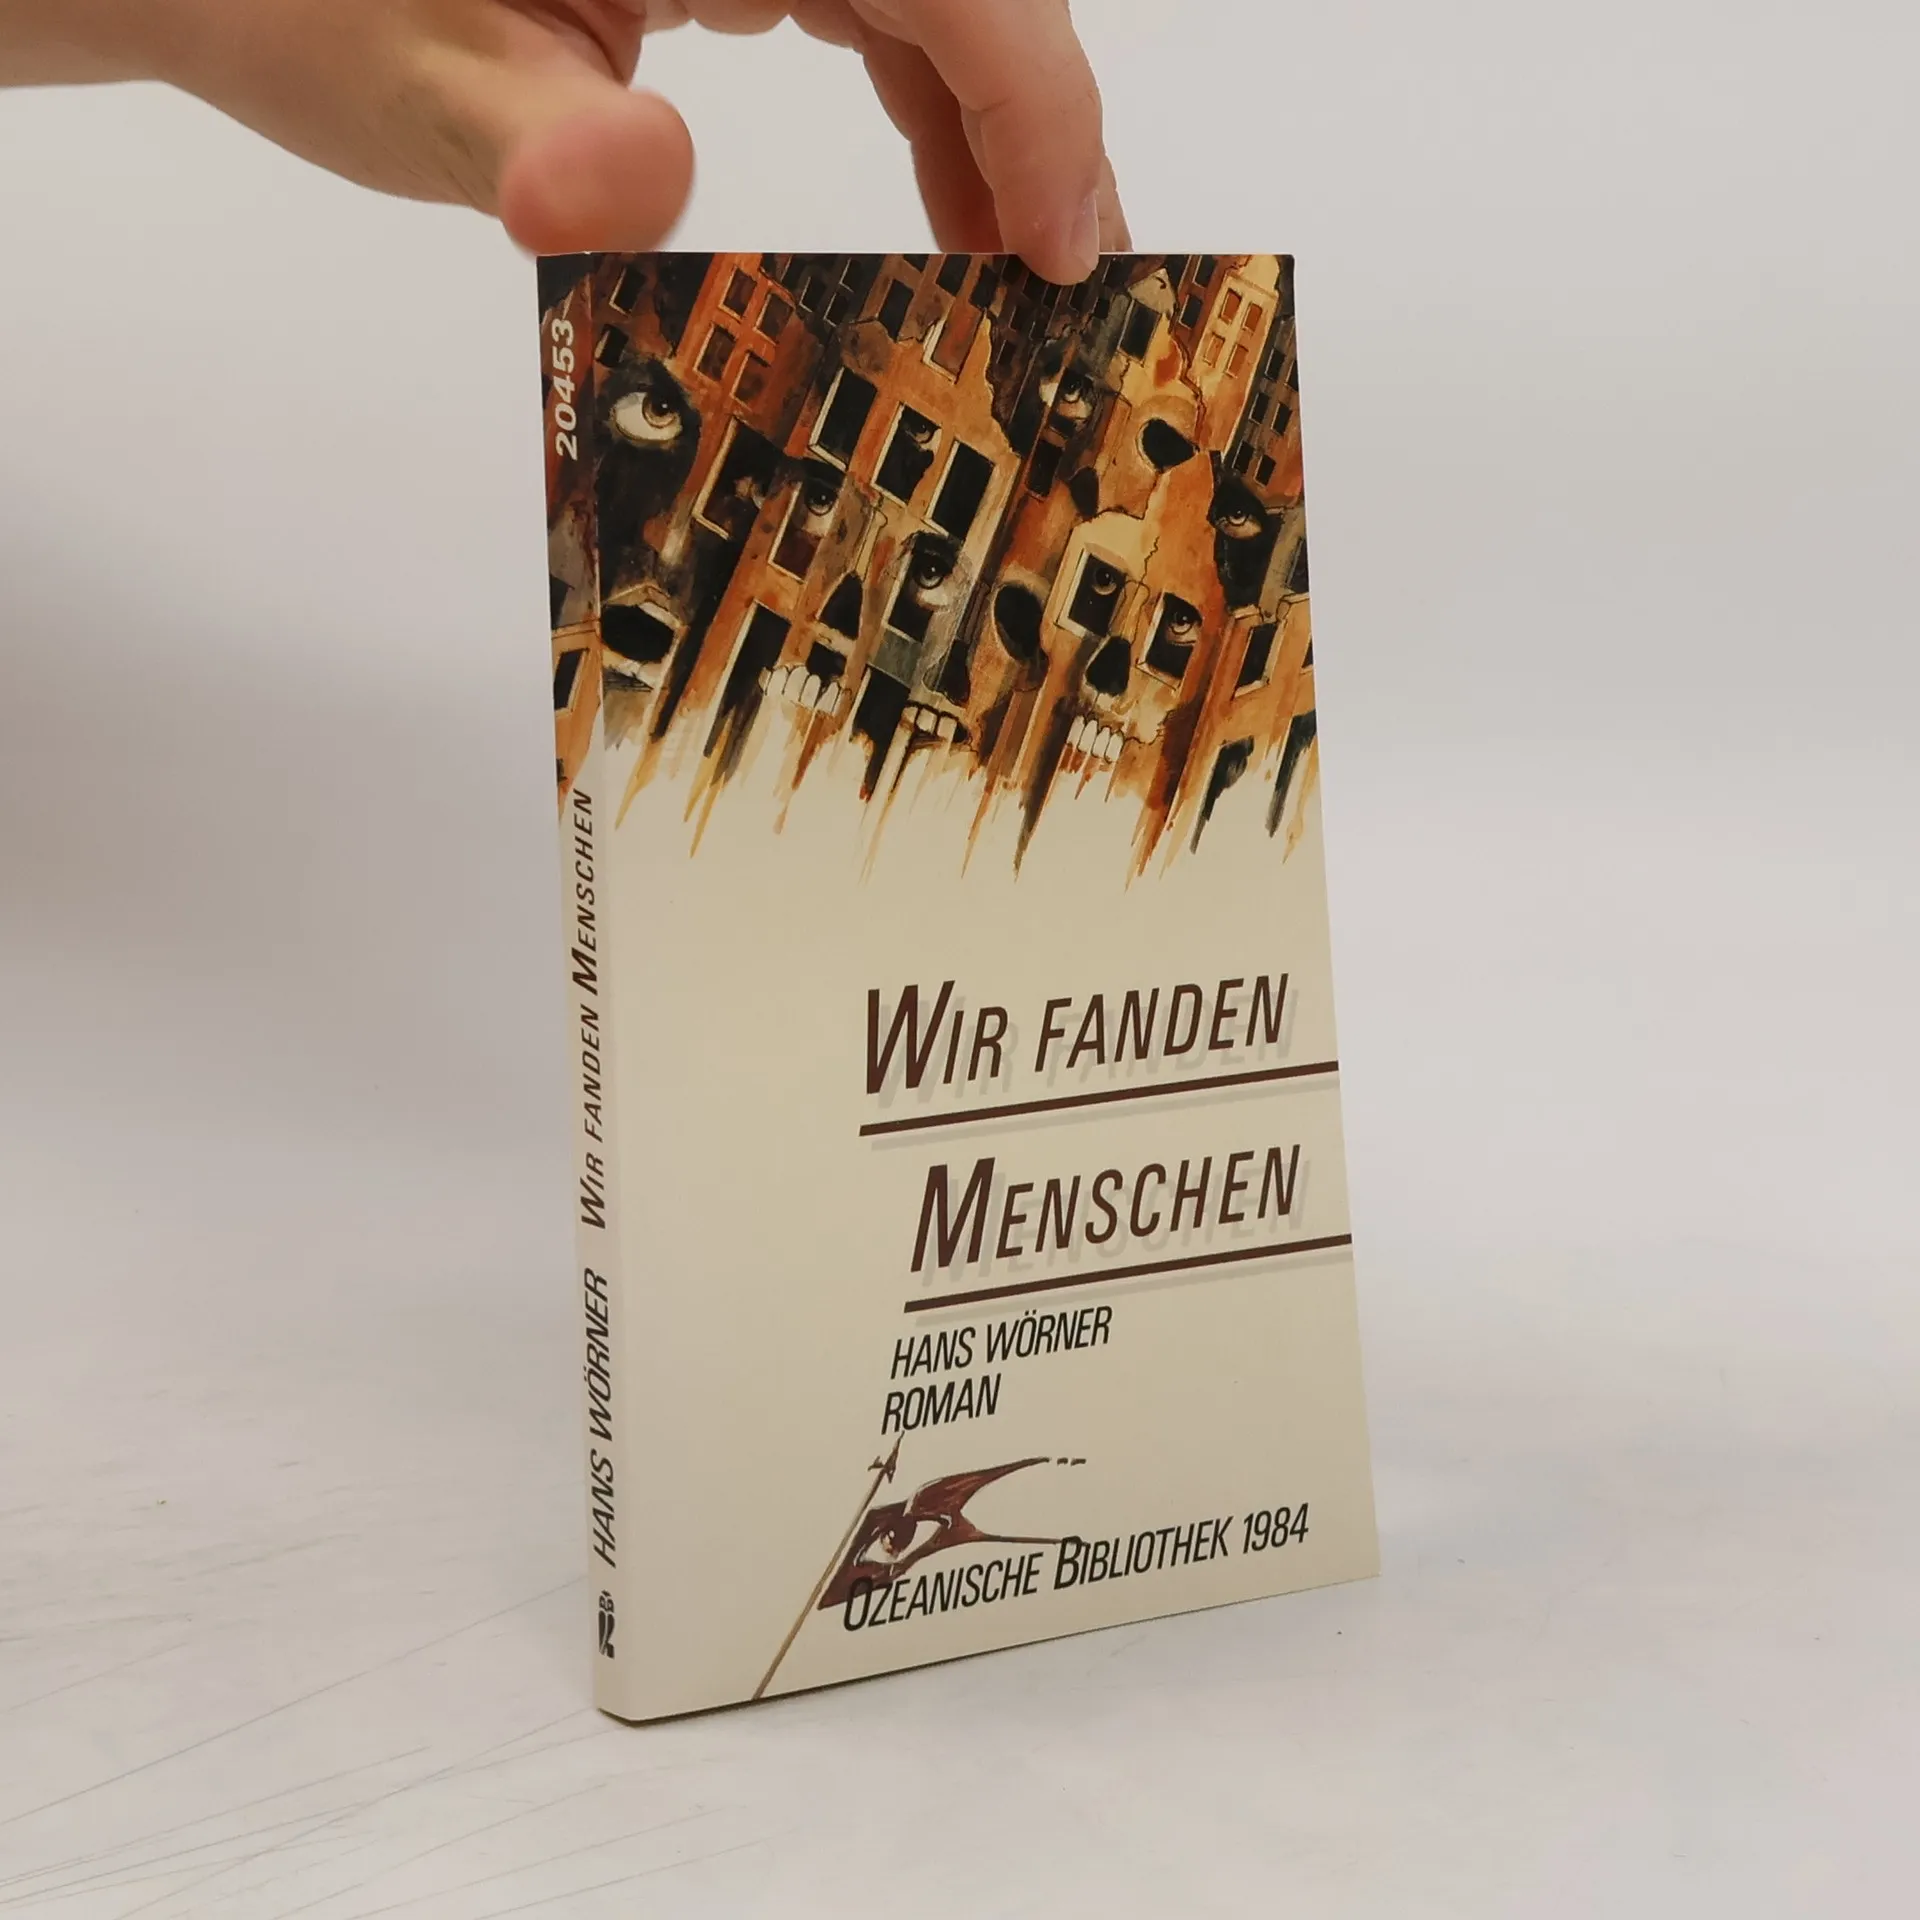 20453
HANS WÖRNER WIR FANDEN MENSCHEN
WIR FANDEN
MENSCHEN
HANS WÖRNER
ROMAN
OZEANISCHE BIBLIOTHEK 1984